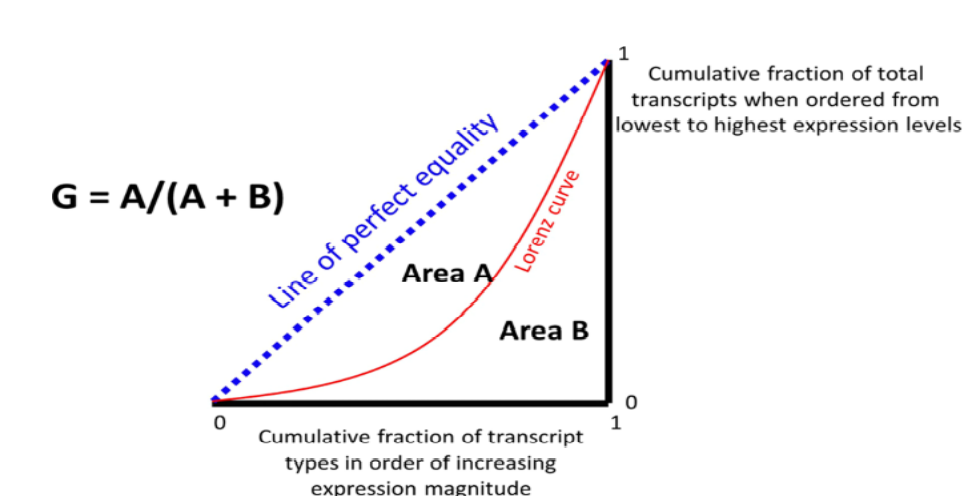 1
Cumulative fraction of total
transcripts when ordered from
lowest to highest expression levels
Line of perfect equality
G = A/(A + B)
Lorenz curve
Area A
Area B
0
0
1
Cumulative fraction of transcript
types in order of increasing
expression magnitude